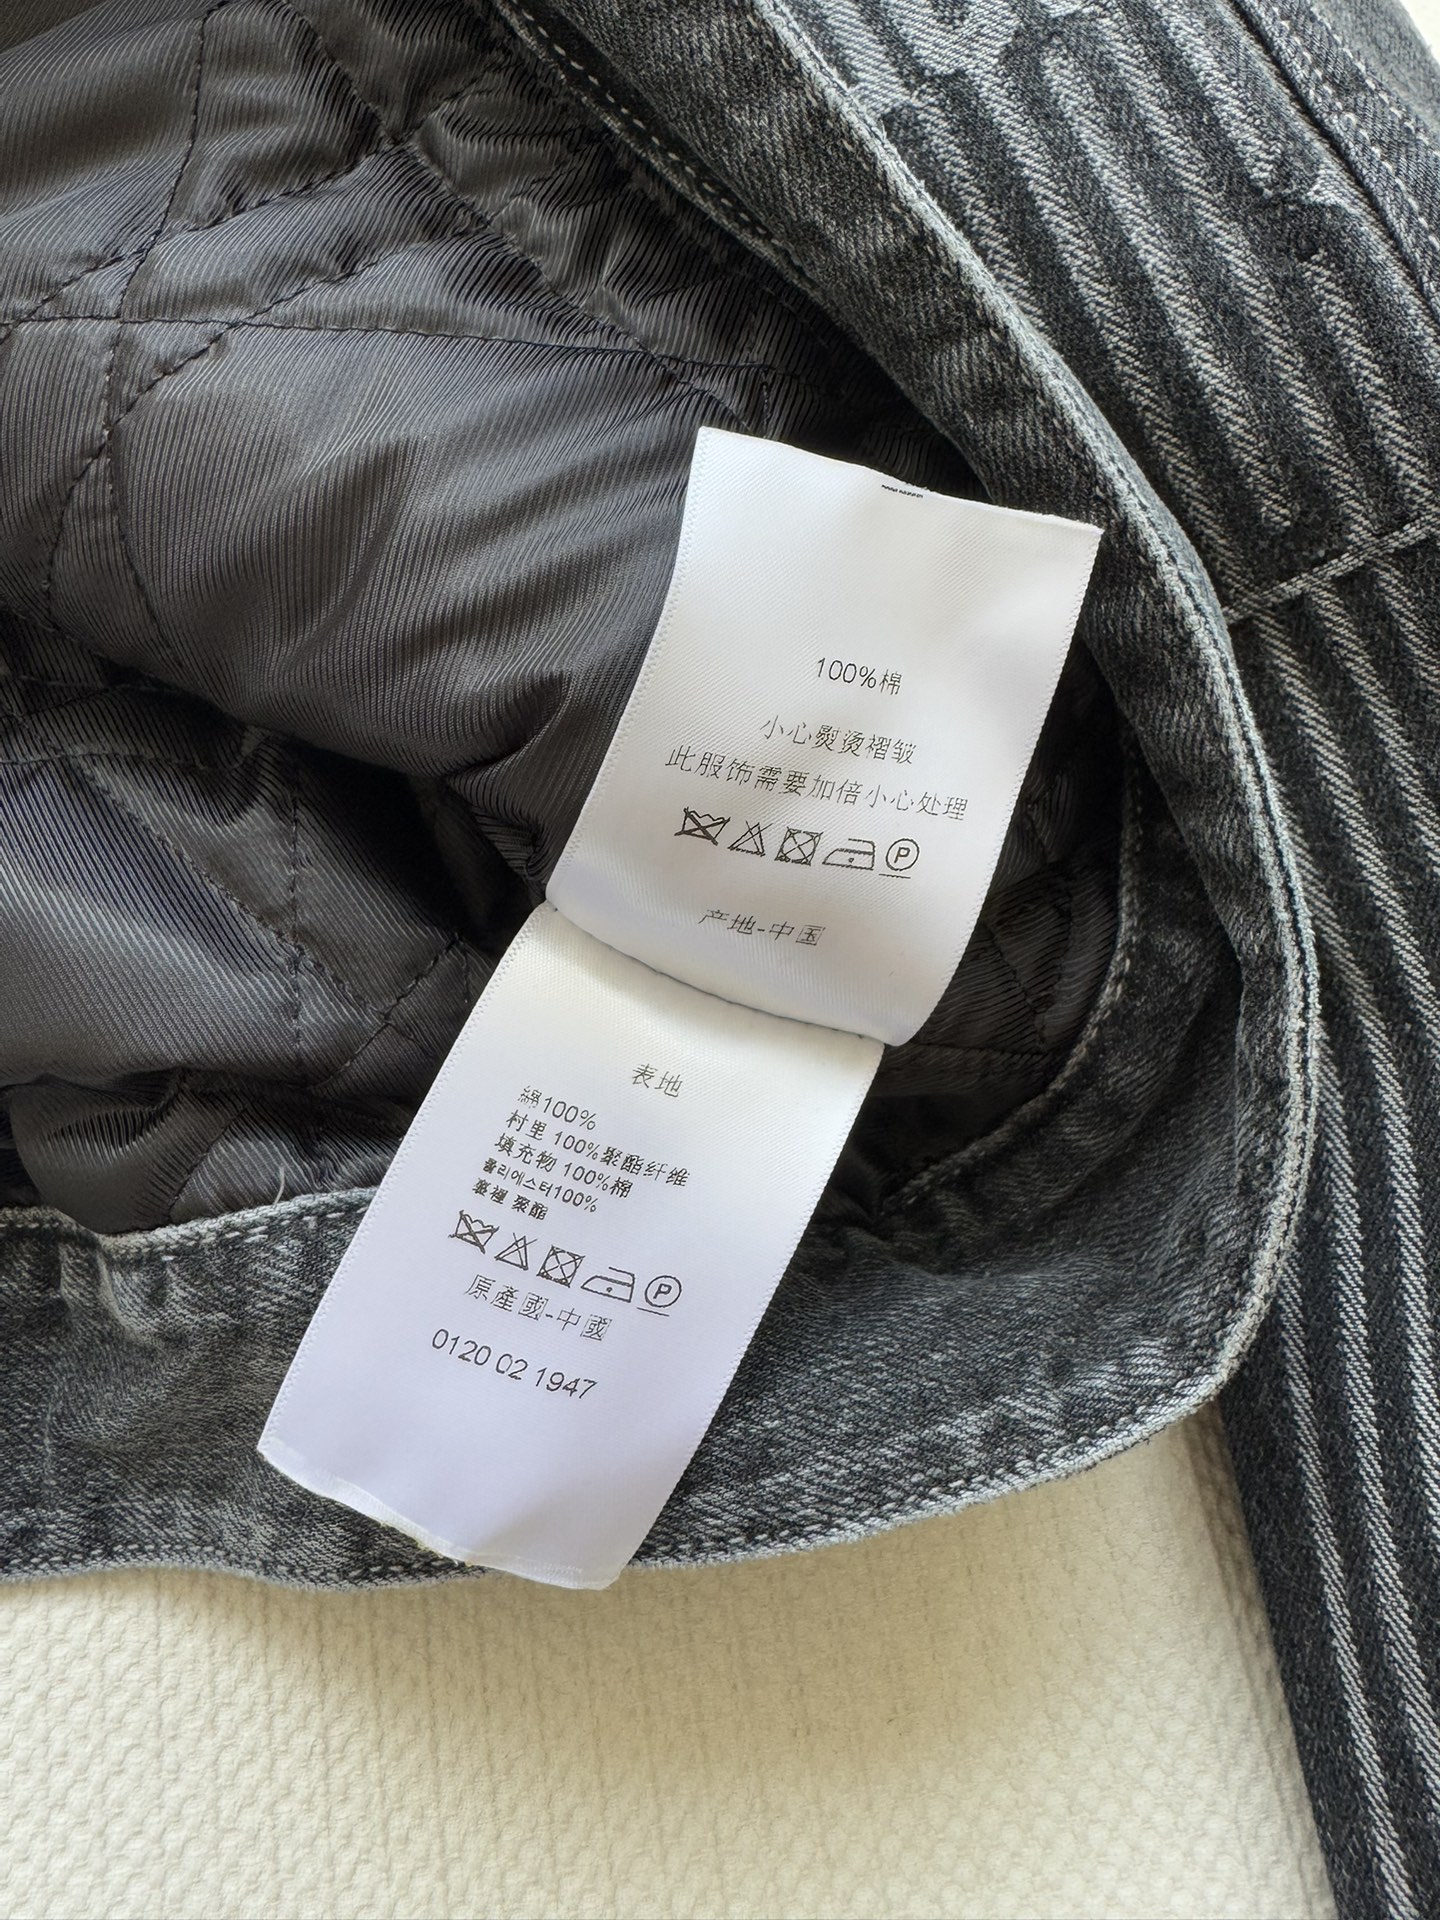 100%棉
小心熨烫褶皱
此服饰需要加倍小心处理
P
产地-中国
表地
綿100%
村里 100%聚酯纤维
填充物 100%棉
폴리에스터100%
裏裡 聚酯
P
原產國-中國
0120 02 1947